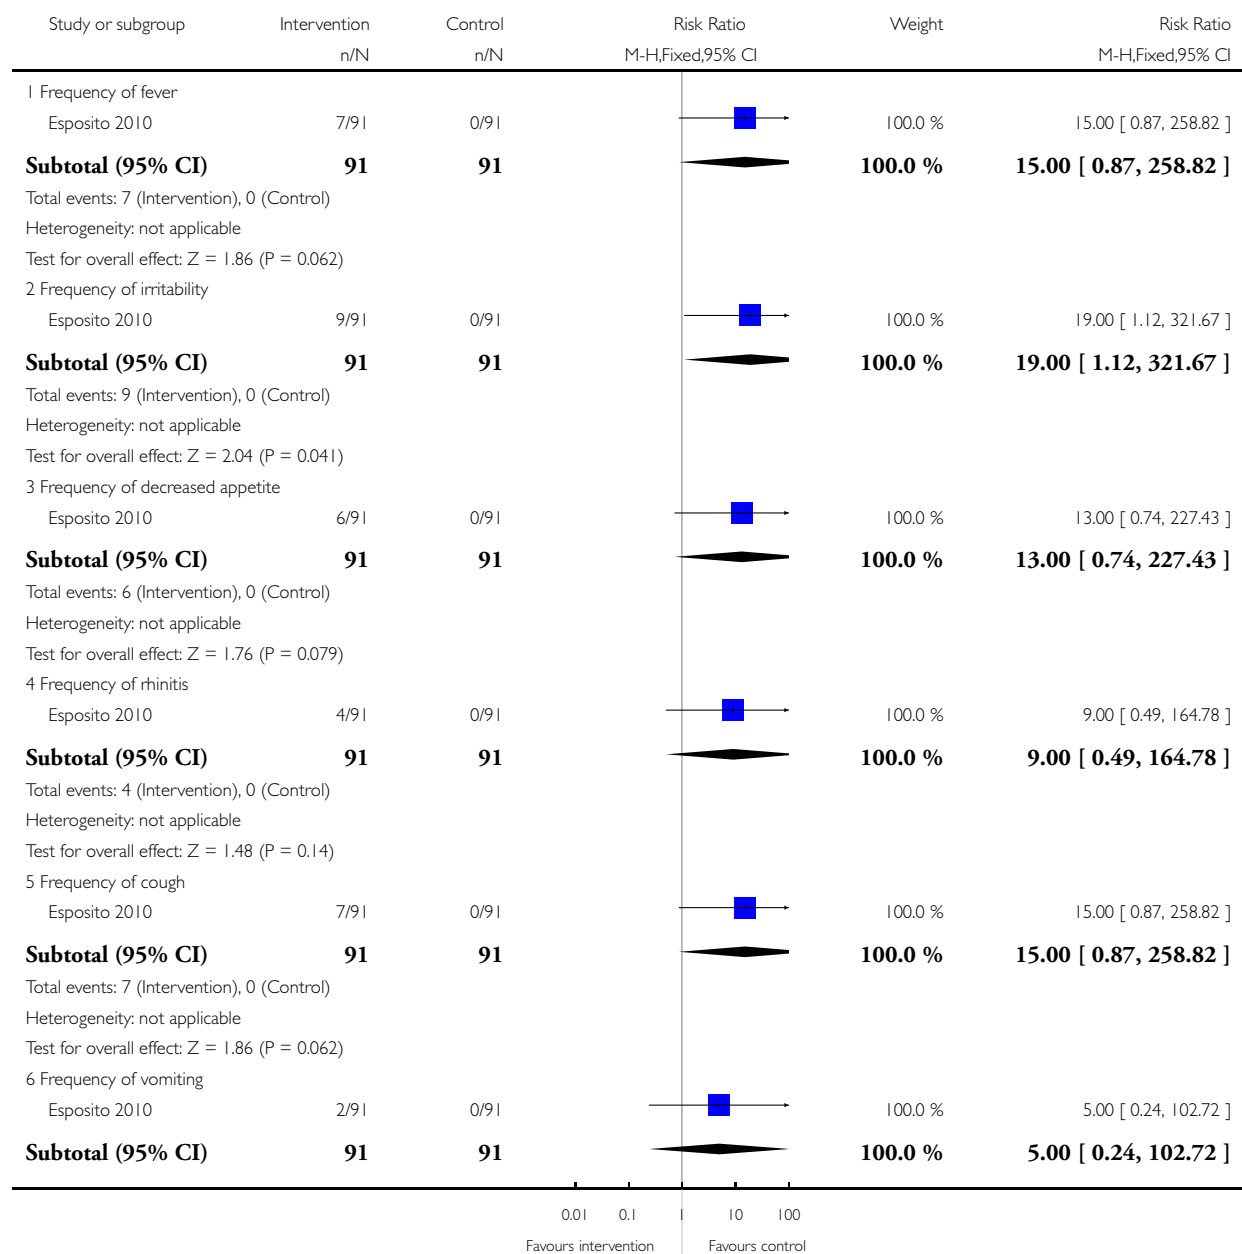 Study or subgroup Intervention Control Risk Ratio Weight Risk Ratio
n/N n/N M-H,Fixed,95% CI M-H,Fixed,95% CI
1 Frequency of fever
Esposito 2010 7/91 0/91 100.0 % 15.00 [ 0.87, 258.82 ]
Subtotal (95% CI) 91 91 100.0 % 15.00 [ 0.87, 258.82 ]
Total events: 7 (Intervention), 0 (Control)
Heterogeneity: not applicable
Test for overall effect: Z = 1.86 (P = 0.062)
2 Frequency of irritability
Esposito 2010 9/91 0/91 100.0 % 19.00 [ 1.12, 321.67 ]
Subtotal (95% CI) 91 91 100.0 % 19.00 [ 1.12, 321.67 ]
Total events: 9 (Intervention), 0 (Control)
Heterogeneity: not applicable
Test for overall effect: Z = 2.04 (P = 0.041)
3 Frequency of decreased appetite
Esposito 2010 6/91 0/91 100.0 % 13.00 [ 0.74, 227.43 ]
Subtotal (95% CI) 91 91 100.0 % 13.00 [ 0.74, 227.43 ]
Total events: 6 (Intervention), 0 (Control)
Heterogeneity: not applicable
Test for overall effect: Z = 1.76 (P = 0.079)
4 Frequency of rhinitis
Esposito 2010 4/91 0/91 100.0 % 9.00 [ 0.49, 164.78 ]
Subtotal (95% CI) 91 91 100.0 % 9.00 [ 0.49, 164.78 ]
Total events: 4 (Intervention), 0 (Control)
Heterogeneity: not applicable
Test for overall effect: Z = 1.48 (P = 0.14)
5 Frequency of cough
Esposito 2010 7/91 0/91 100.0 % 15.00 [ 0.87, 258.82 ]
Subtotal (95% CI) 91 91 100.0 % 15.00 [ 0.87, 258.82 ]
Total events: 7 (Intervention), 0 (Control)
Heterogeneity: not applicable
Test for overall effect: Z = 1.86 (P = 0.062)
6 Frequency of vomiting
Esposito 2010 2/91 0/91 100.0 % 5.00 [ 0.24, 102.72 ]
Subtotal (95% CI) 91 91 100.0 % 5.00 [ 0.24, 102.72 ]
0.01 0.1 1 10 100
Favours intervention Favours control